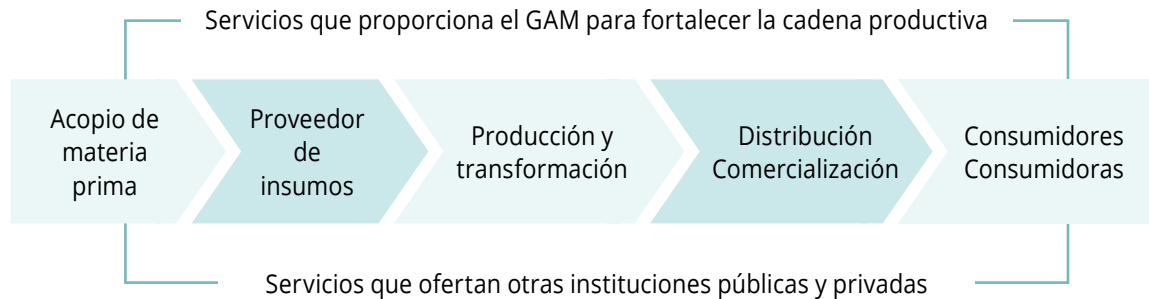 Servicios que proporciona el GAM para fortalecer la cadena productiva
Acopio de
materia
prima
Proveedor
de
insumos
Producción y
transformación
Distribución
Comercialización
Consumidores
Consumidoras
Servicios que ofertan otras instituciones públicas y privadas